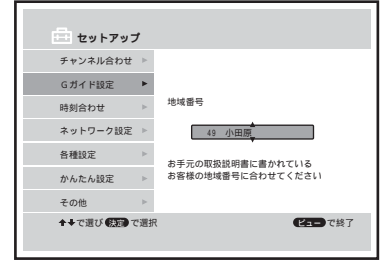 セットアップ
チャンネル合わせ
Gガイド設定
時刻合わせ
ネットワーク設定
各種設定
かんたん設定
その他
地域番号
49 小田原
お手元の取扱説明書に書かれている
お客様の地域番号に合わせてください
で選び 決定 で選択
ビュー で終了